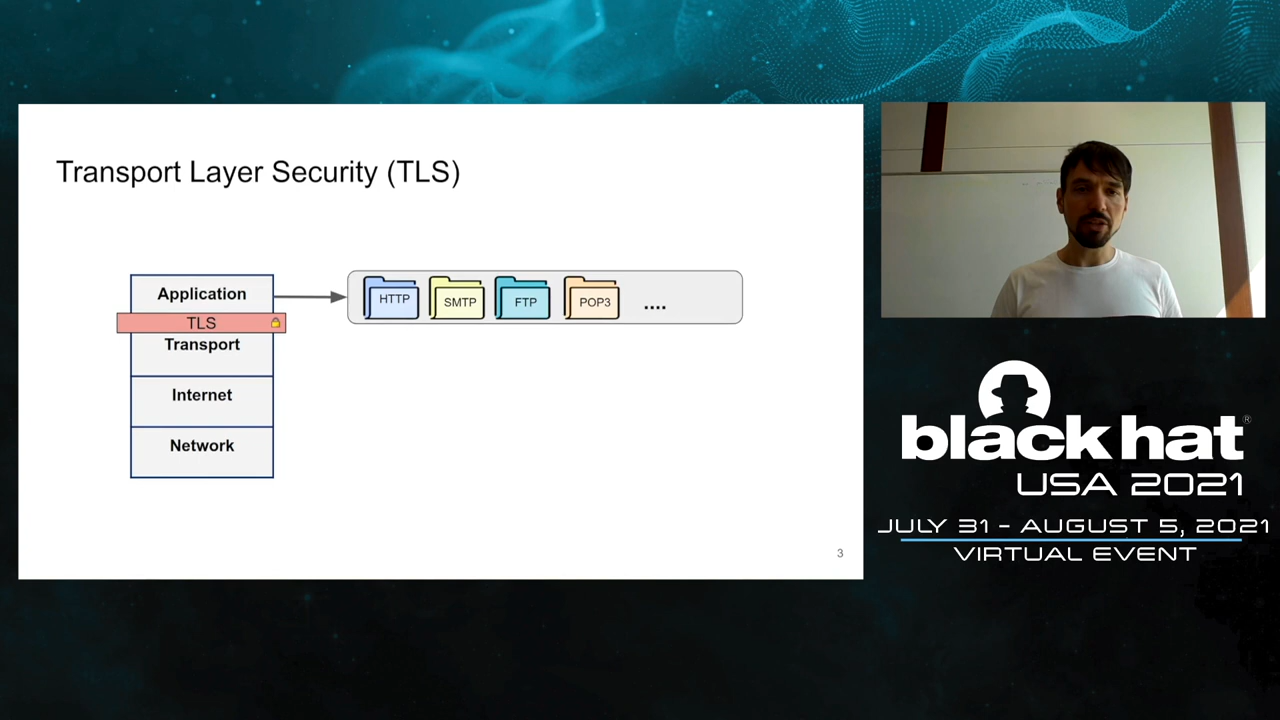 Transport Layer Security (TLS)
Application
TLS
Transport
Internet
Network
HTTP
SMTP
FTP
POP3
....
3
black hat®
USA 2021
JULY 31 - AUGUST 5, 2021
VIRTUAL EVENT